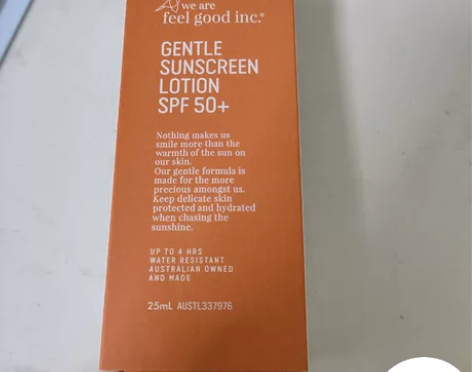 we are
feel good inc.®
GENTLE
SUNSCREEN
LOTION
SPF 50+
Nothing makes us
smile more than the
warmth of the sun on
our skin.
Our gentle formula is
made for the more
precious amongst us.
Keep delicate skin
protected and hydrated
when chasing the
sunshine.
UP TO 4 HRS
WATER RESISTANT
AUSTRALIAN OWNED
AND MADE
25mL AUSTL337976